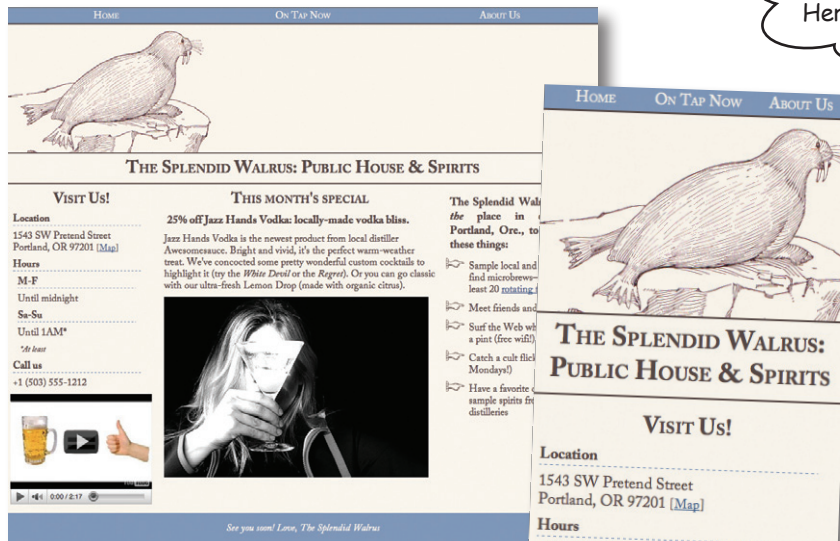 Her
Home On Tap Now About Us
The Splendid Walrus: Public House & Spirits
Visit Us!
Location
1543 SW Pretend Street
Portland, OR 97201 [Map]
Hours
M-F
Until midnight
Sa-Su
Until 1AM*
*At least
Call us
+1 (503) 555-1212
0:00 / 2:17
This month's special
25% off Jazz Hands Vodka: locally-made vodka bliss.
Jazz Hands Vodka is the newest product from local distiller
Awesomesauce. Bright and vivid, it's the perfect warm-weather
treat. We've concocted some pretty wonderful custom cocktails to
highlight it (try the White Devil or the Regret). Or you can go classic
with our ultra-fresh Lemon Drop (made with organic citrus).
The Splendid Wal
the place in
Portland, Ore., to
these things:
Sample local and
find microbrews—
least 20 rotating
Meet friends and
Surf the Web wh
a pint (free wifi!)
Catch a cult flick
Mondays!)
Have a favorite
sample spirits fr
distilleries
See you soon! Love, The Splendid Walrus
Home On Tap Now About Us
The Splendid Walrus:
Public House & Spirits
Visit Us!
Location
1543 SW Pretend Street
Portland, OR 97201 [Map]
Hours